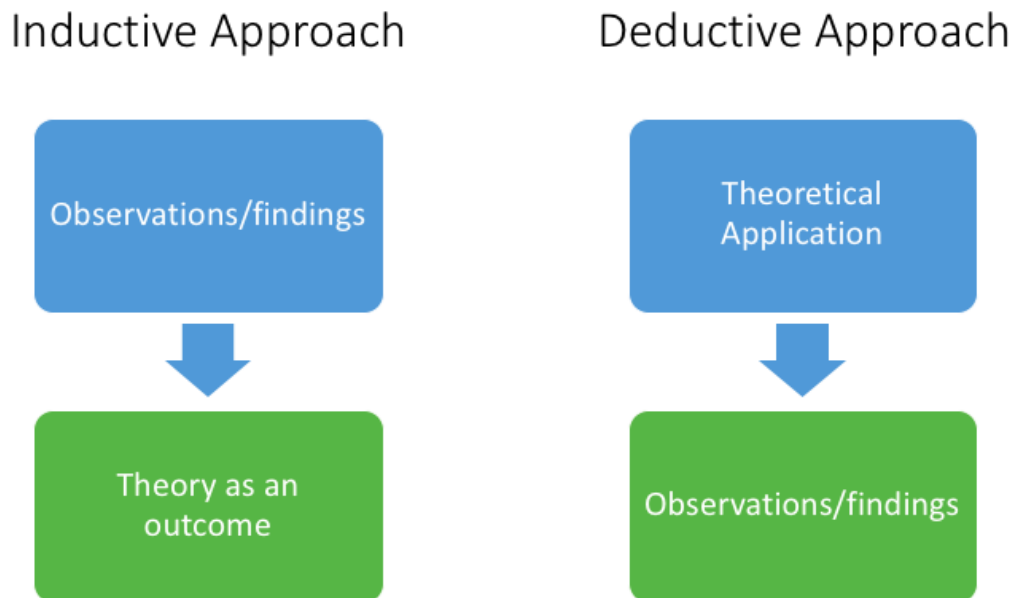 Inductive Approach
Observations/findings
Theory as an
outcome
Deductive Approach
Theoretical
Application
Observations/findings